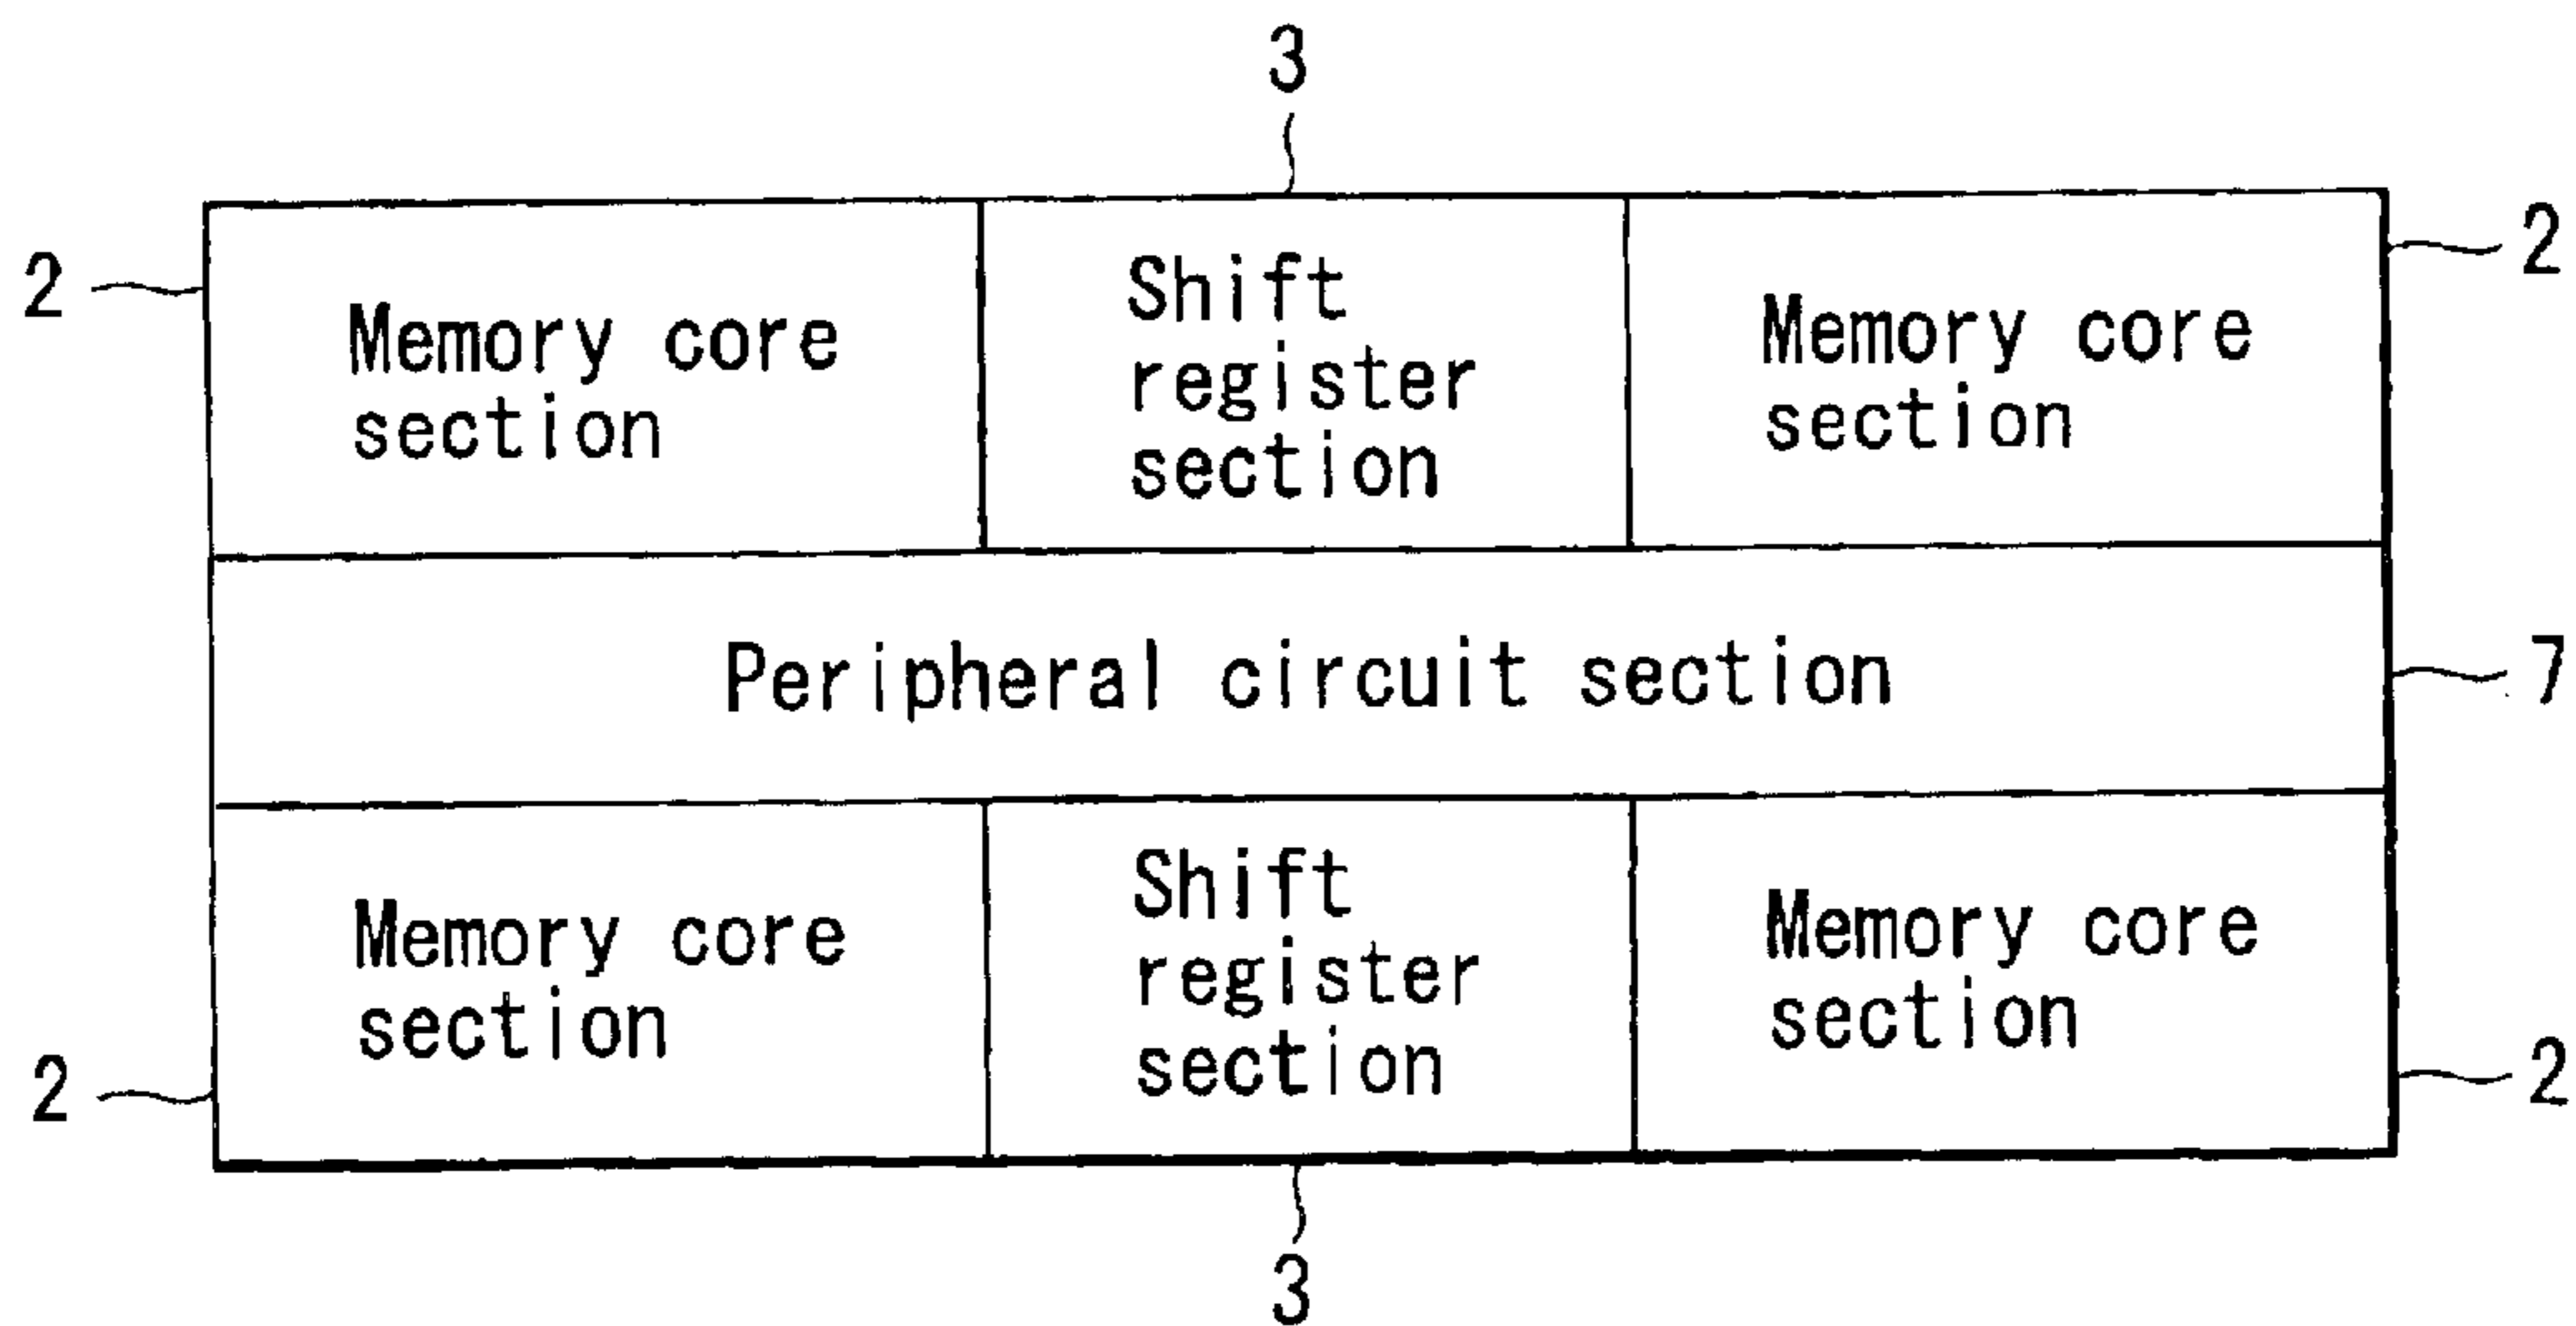 3
2
Memory core
section
Shift
register
section
Memory core
section
2
Peripheral circuit section
7
Memory core
section
2
Shift
register
section
Memory core
section
2
3